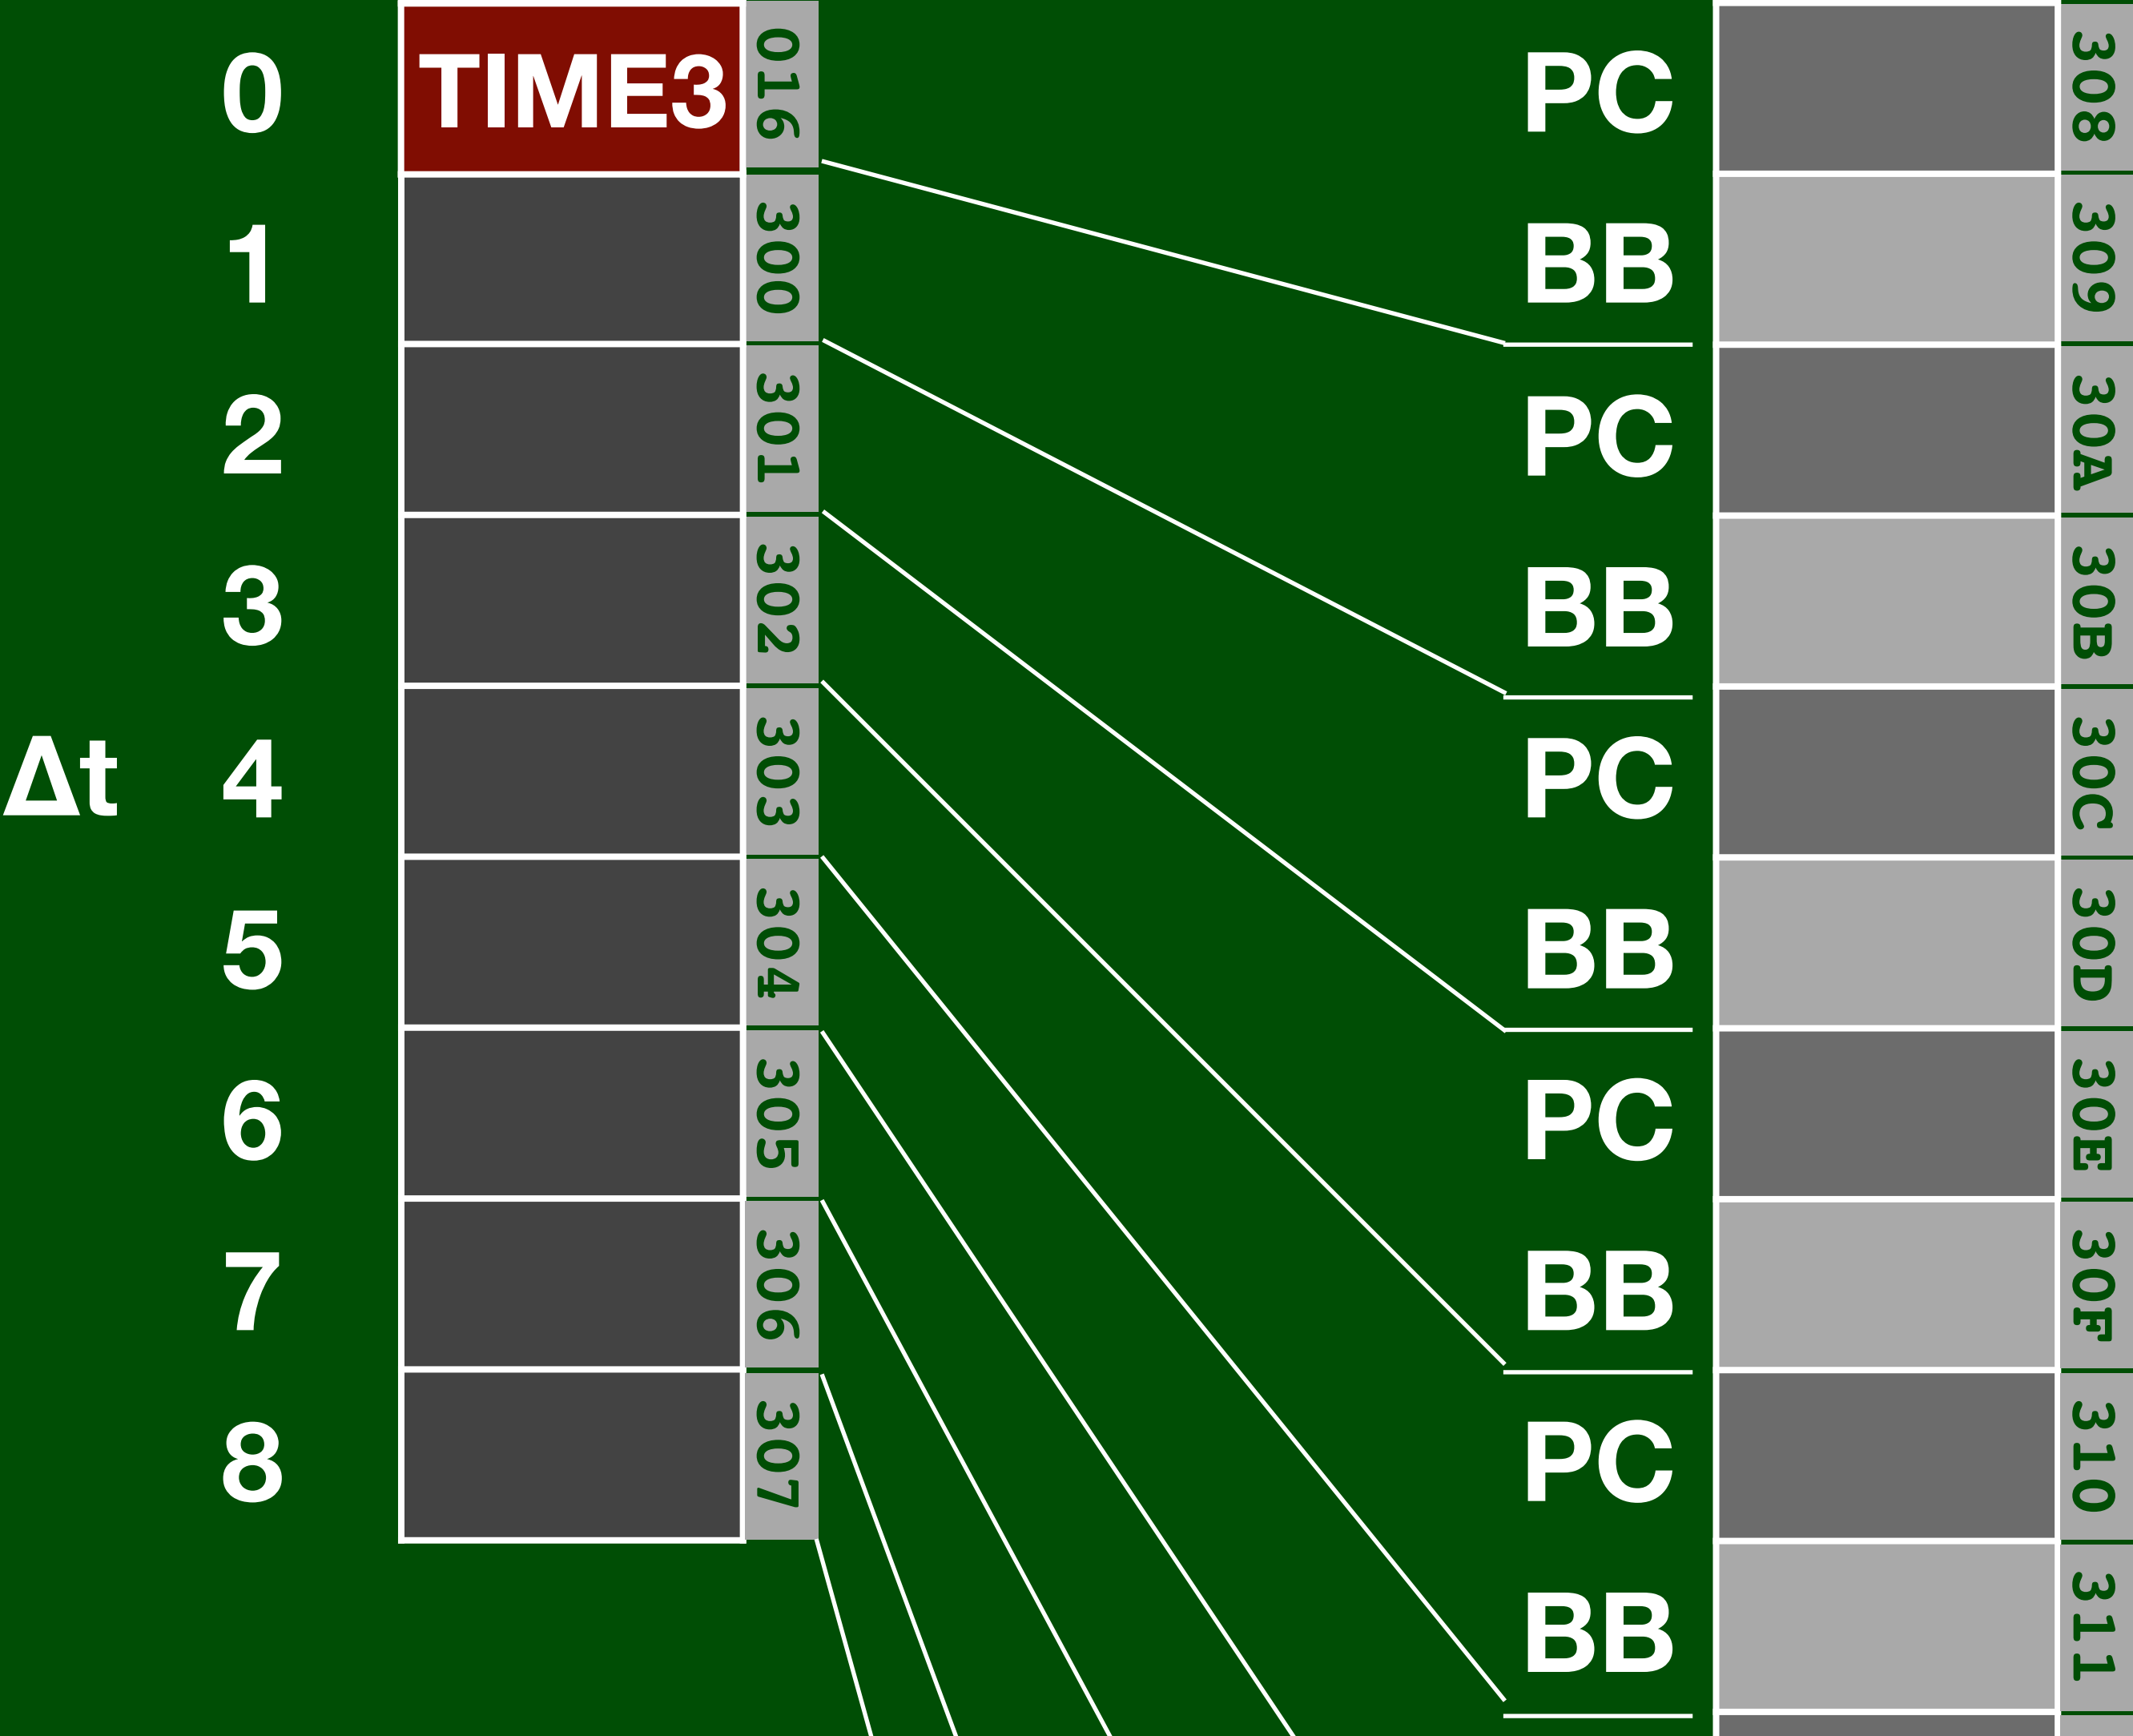 0 TIME3 016 PC 308
1 300 BB 309
2 301 PC 30A
3 302 BB 30B
Δt 4 303 PC 30C
5 304 BB 30D
6 305 PC 30E
7 306 BB 30F
8 307 PC 310
BB 311